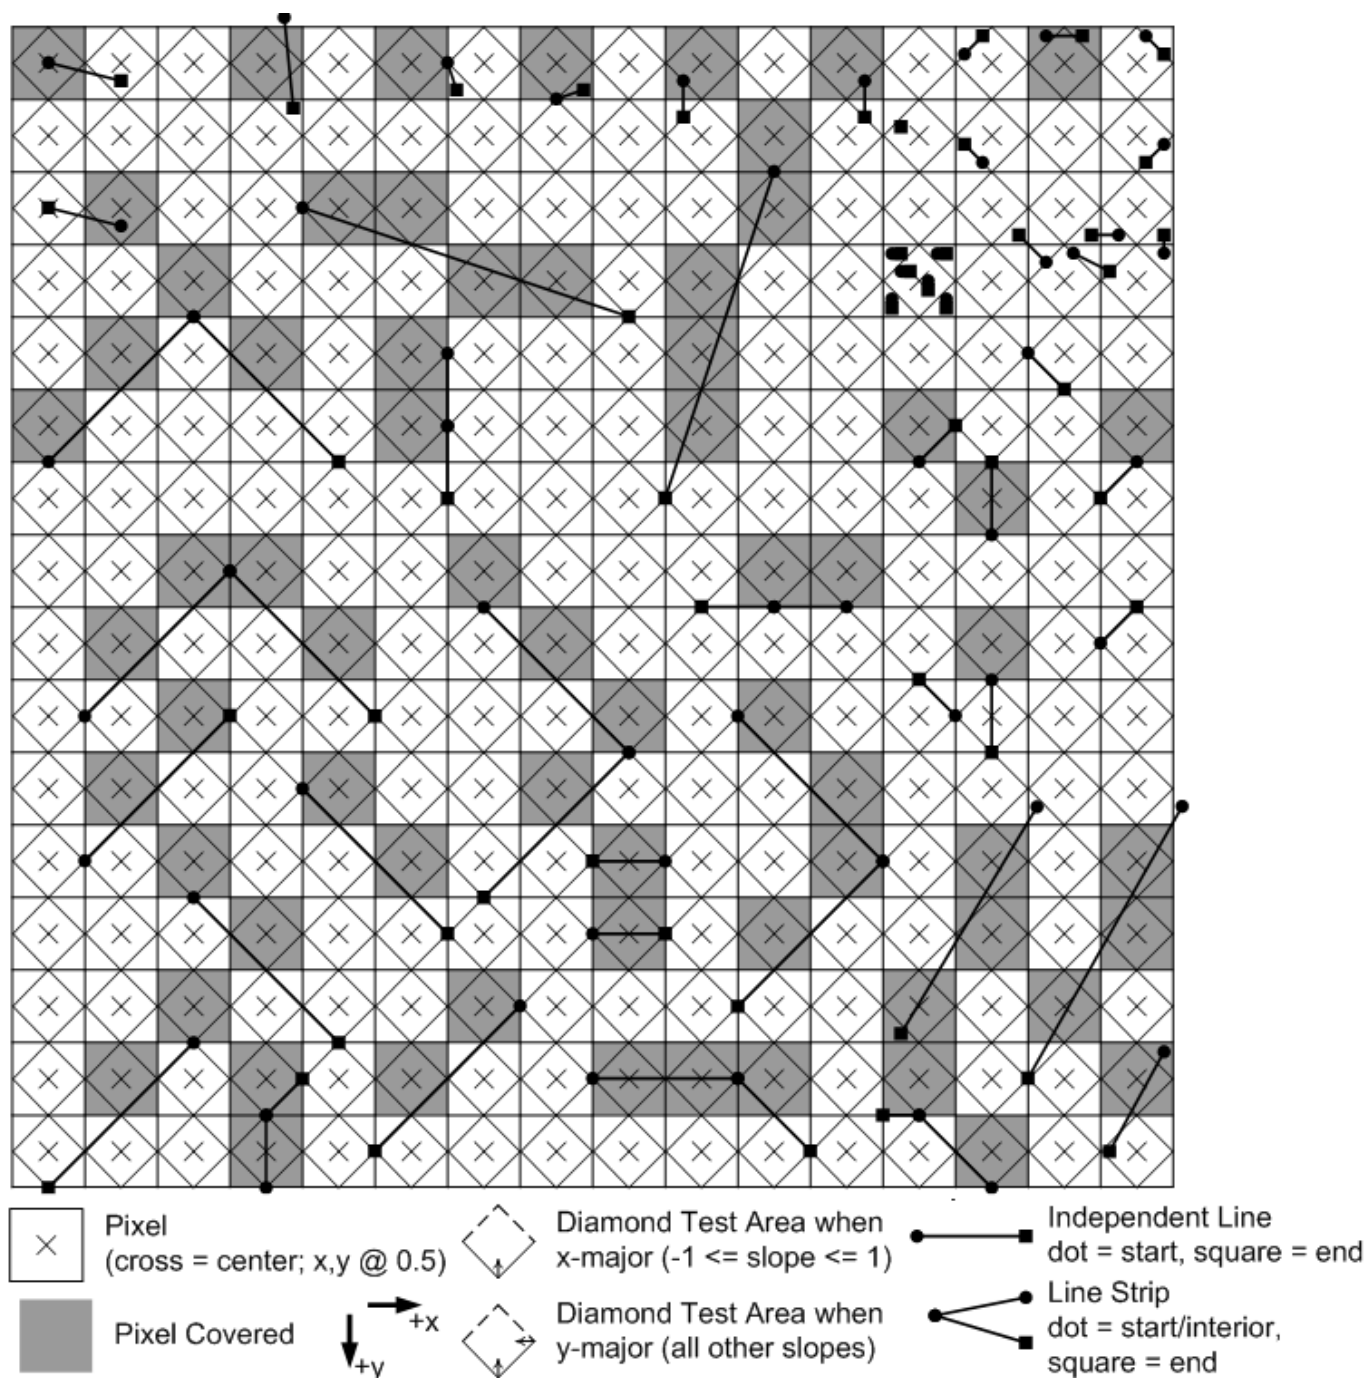 Pixel
(cross = center; x,y @ 0.5)
Diamond Test Area when
x-major (-1 <= slope <= 1)
Independent Line
dot = start, square = end
Pixel Covered
+x
+y
Diamond Test Area when
y-major (all other slopes)
Line Strip
dot = start/interior,
square = end